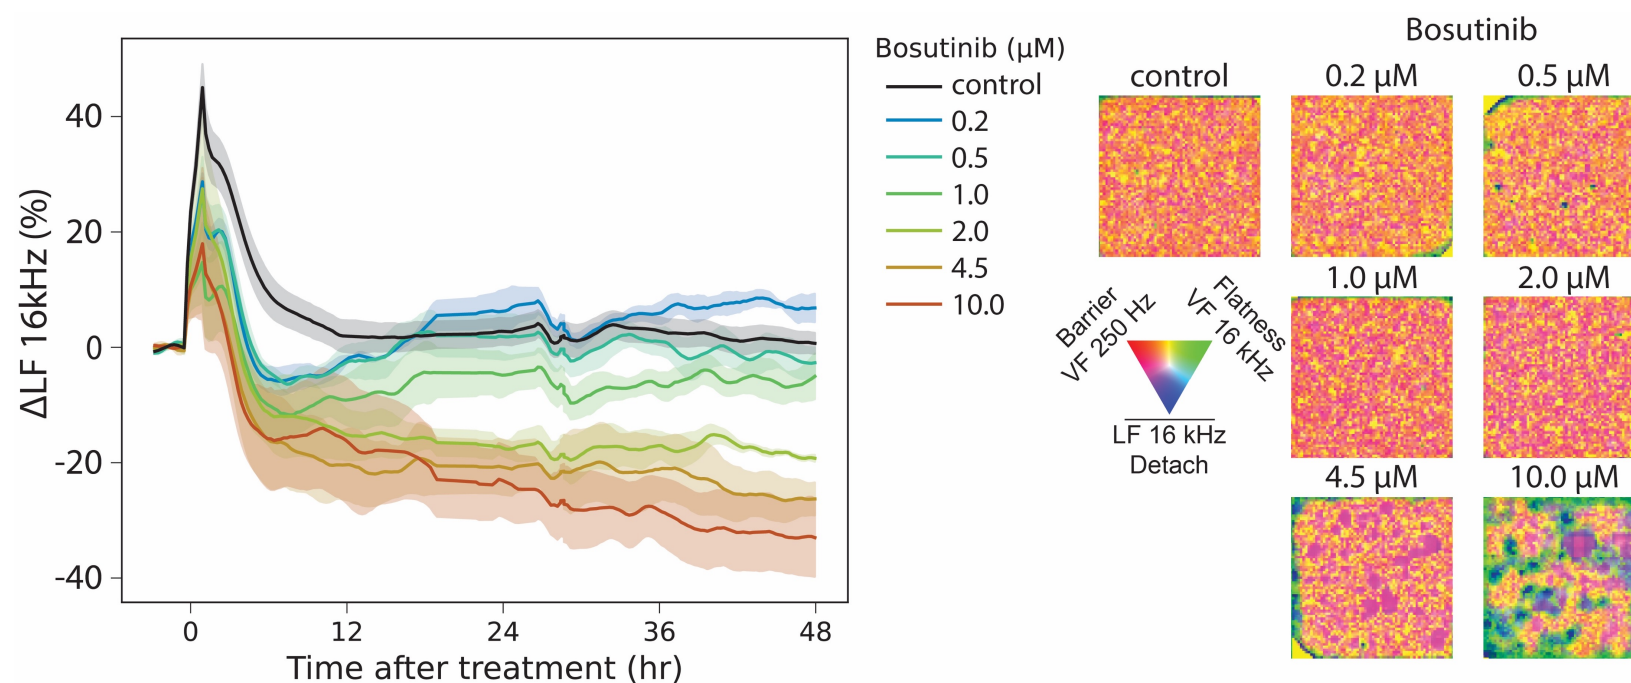 ΔLF 16kHz (%)
40
20
0
-20
-40
0
12
24
36
48
Time after treatment (hr)
Bosutinib (μM)
control
0.2
0.5
1.0
2.0
4.5
10.0
Bosutinib
control
0.2 μM
0.5 μM
1.0 μM
2.0 μM
4.5 μM
10.0 μM
Barrier
VF 250 Hz
Flatness
VF 16 kHz
LF 16 kHz
Detach